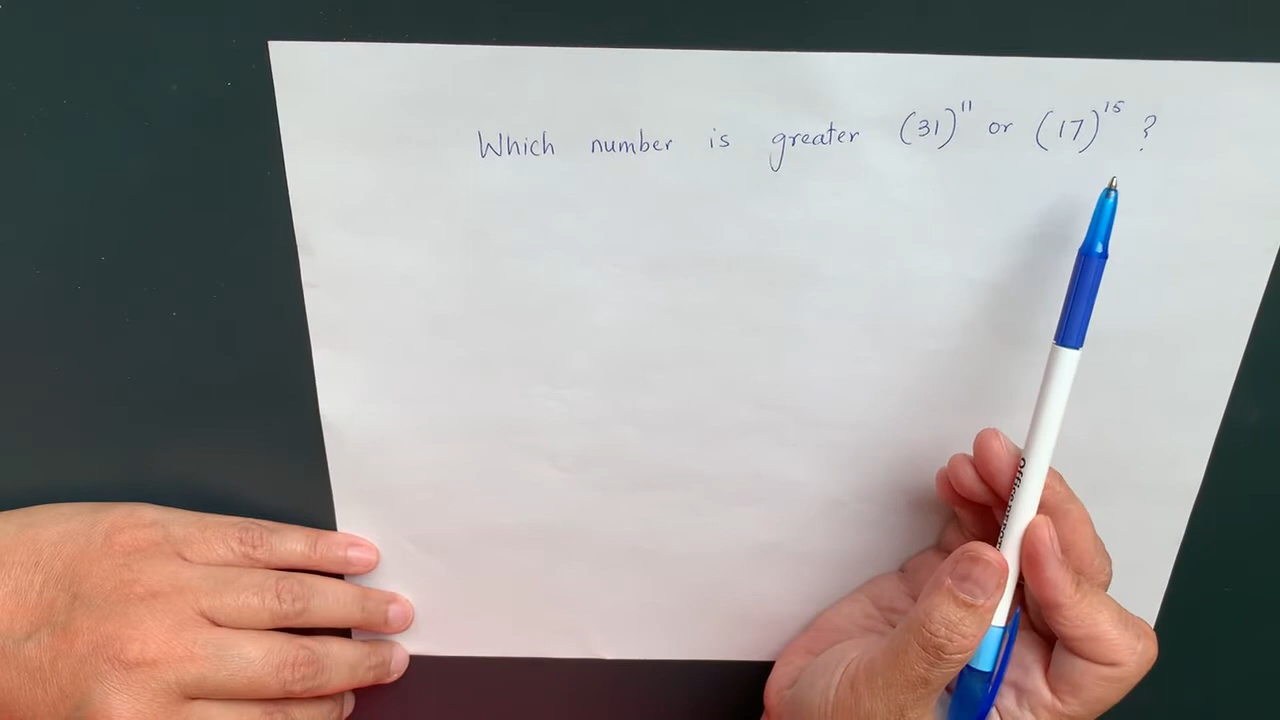 Which number is greater (31)^11 or (17)^15 ?